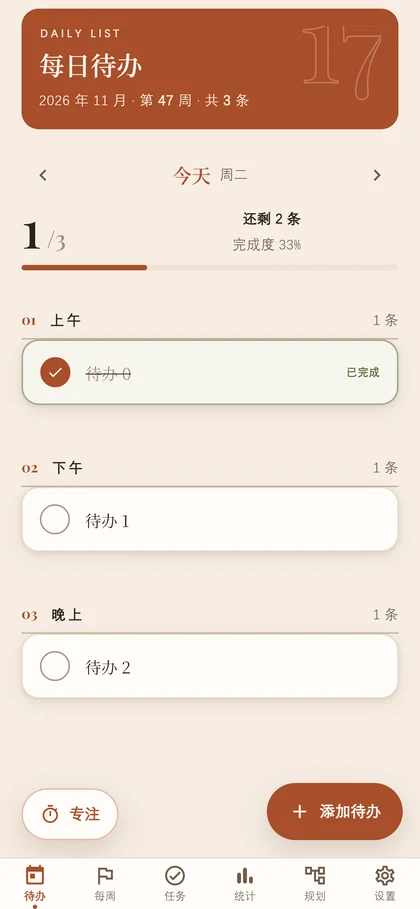 DAILY LIST
每日待办
17
2026 年 11 月 · 第 47 周 · 共 3 条
今天 周二
1 /3
还剩 2 条
完成度 33%
01 上午 1 条
待办 0 已完成
02 下午 1 条
待办 1
03 晚上 1 条
待办 2
专注
添加待办
待办 每周 任务 统计 规划 设置